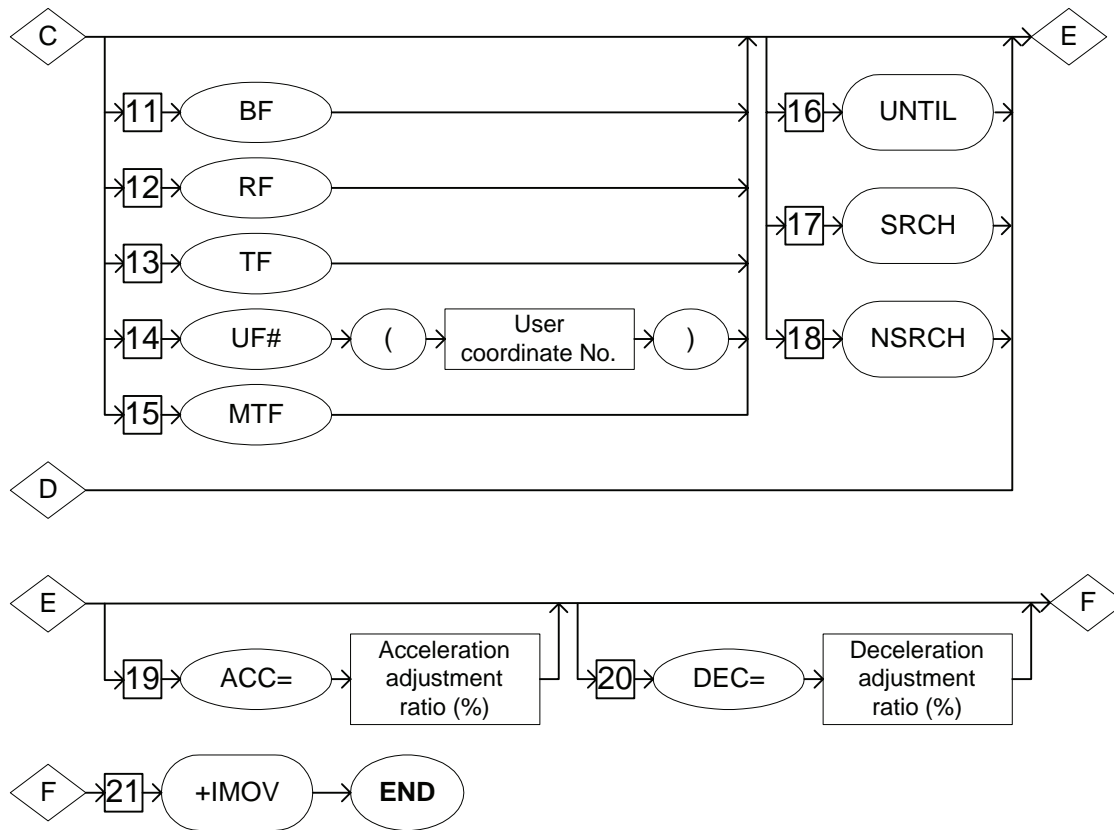 C
E
11
BF
16
UNTIL
12
RF
17
SRCH
13
TF
14
UF#
(
User
coordinate No.
)
18
NSRCH
15
MTF
D
E
F
19
ACC=
Acceleration
adjustment
ratio (%)
20
DEC=
Deceleration
adjustment
ratio (%)
F
21
+IMOV
END